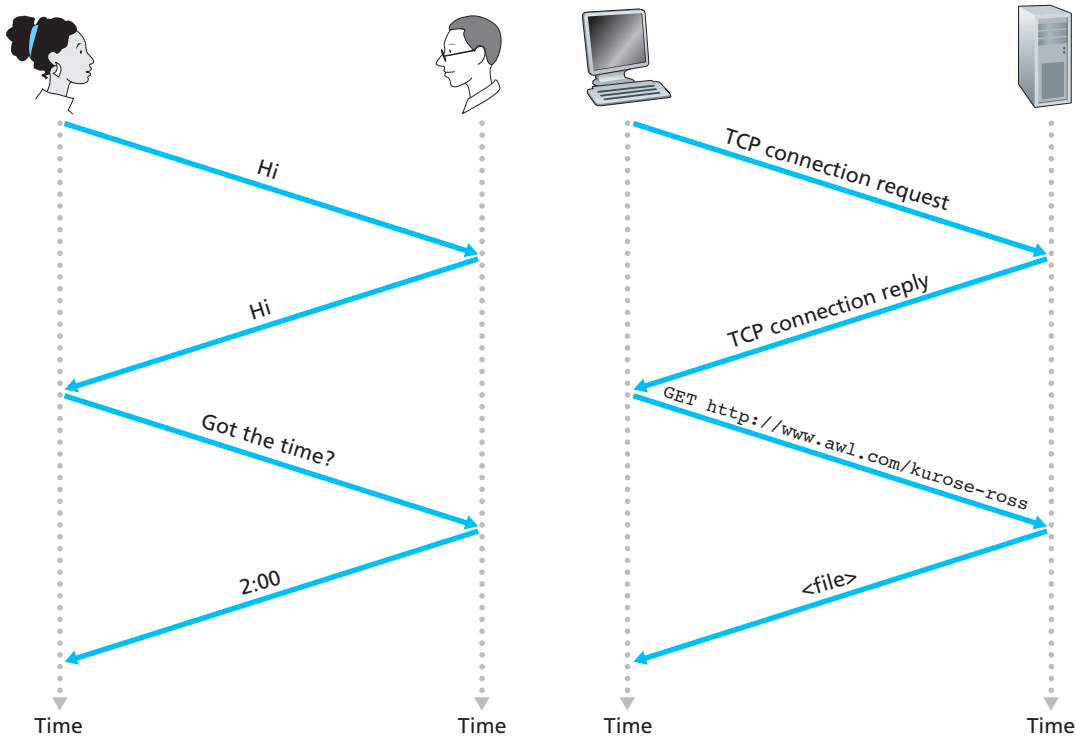 Hi
Hi
Got the time?
2:00
Time
Time
TCP connection request
TCP connection reply
GET http://www.awl.com/kurose-ross
<file>
Time
Time